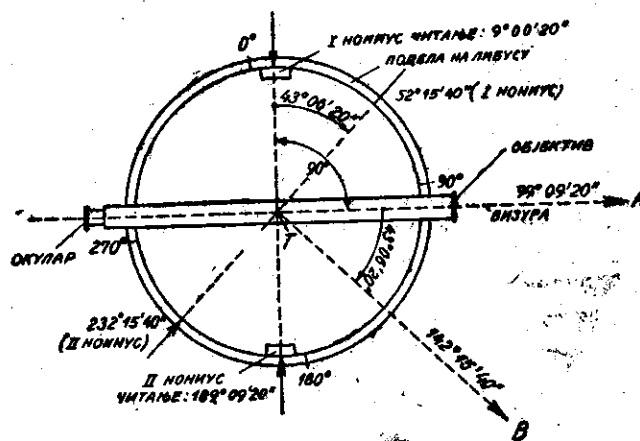 I НОНИУС ЧИТАЊЕ: 9°00'20"
0°
ПОДЕЛА НА ЛИБУСУ
43°06'20"
52°15'40" (I НОНИУС)
90°
90°
ОБЈЕКТИВ
99°09'20"
A
ВИЗУРА
ОКУЛАР
270°
T
43°06'20"
232°15'40"
(II НОНИУС)
142°15'40"
II НОНИУС
180°
ЧИТАЊЕ: 189°09'20"
B